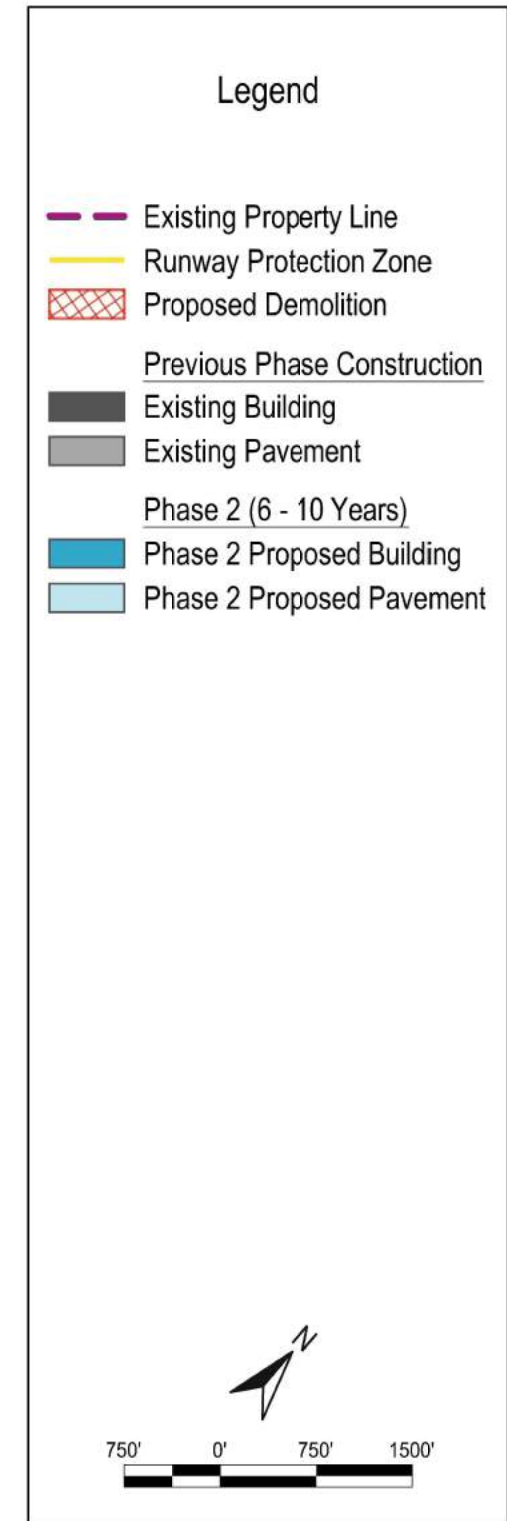 Legend
Existing Property Line
Runway Protection Zone
Proposed Demolition
Previous Phase Construction
Existing Building
Existing Pavement
Phase 2 (6 - 10 Years)
Phase 2 Proposed Building
Phase 2 Proposed Pavement
N
750' 0' 750' 1500'